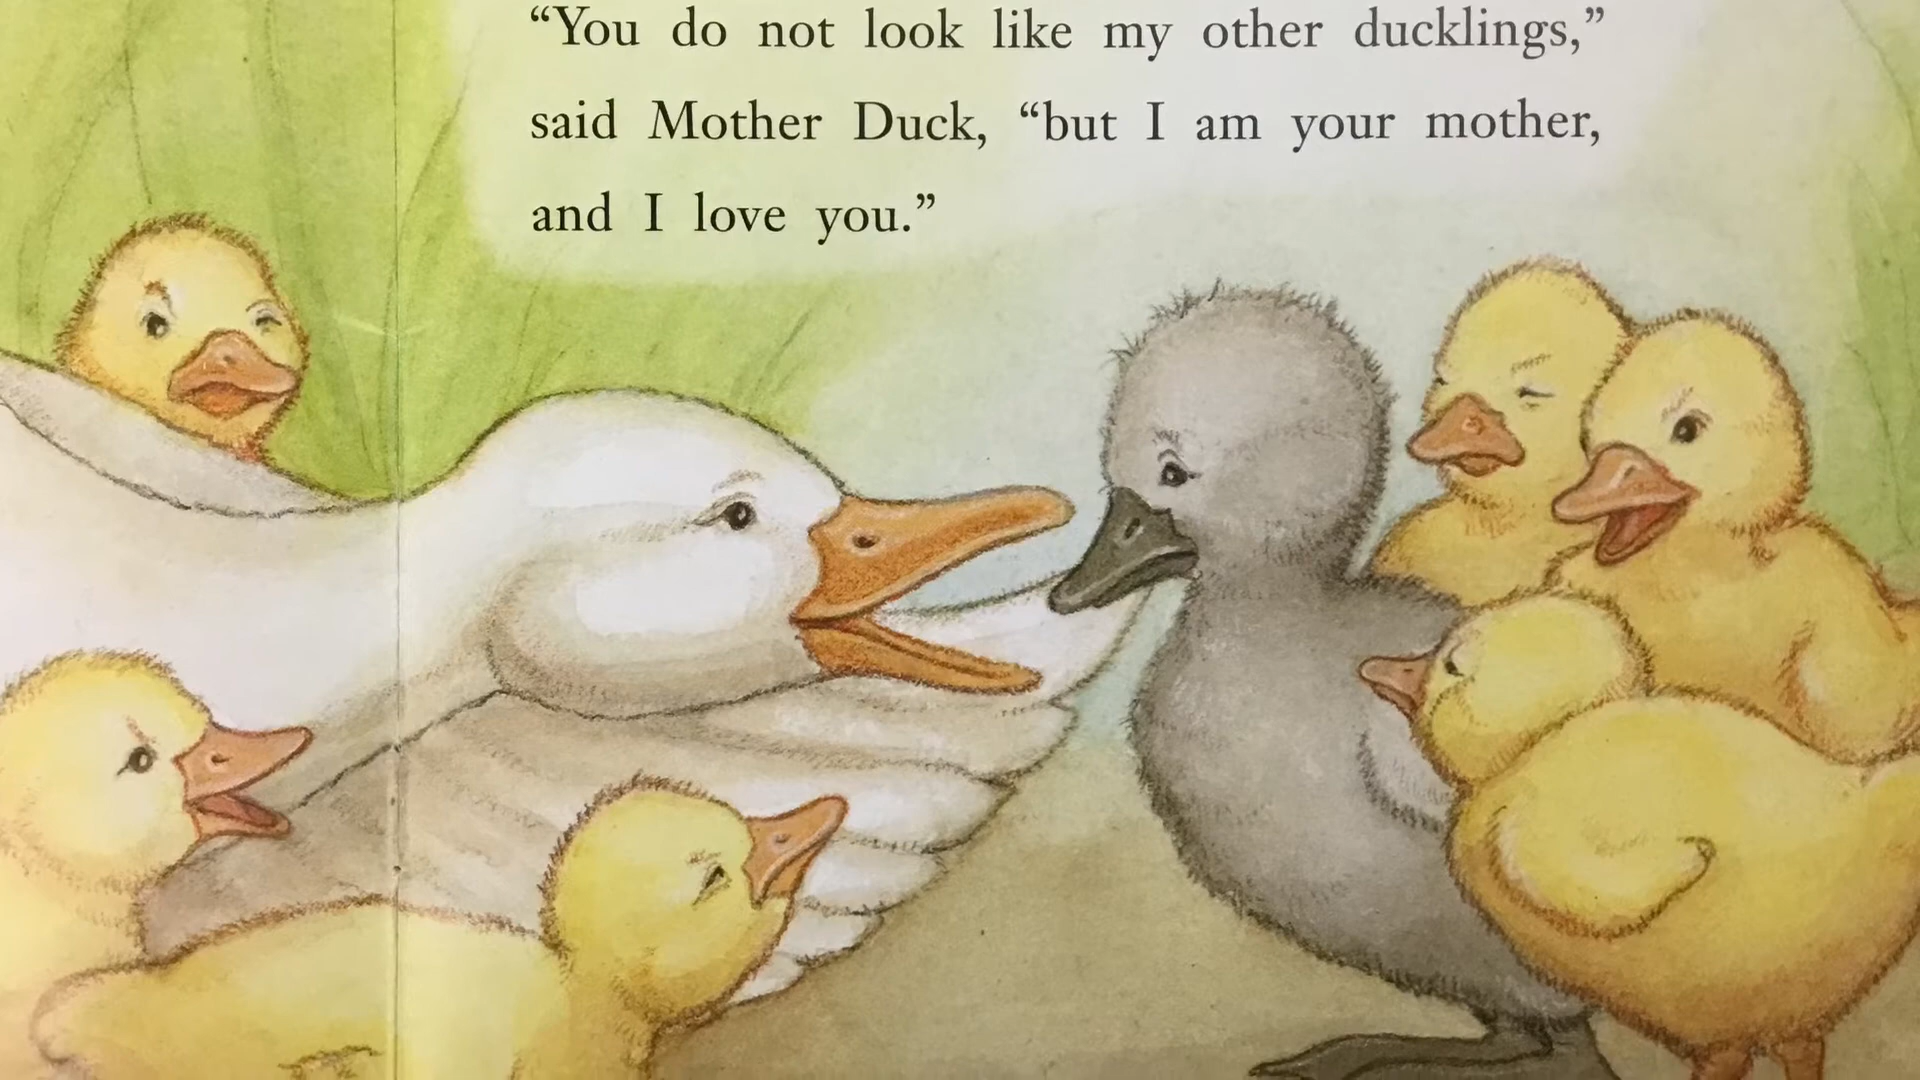 “You do not look like my other ducklings,”
said Mother Duck, “but I am your mother,
and I love you.”